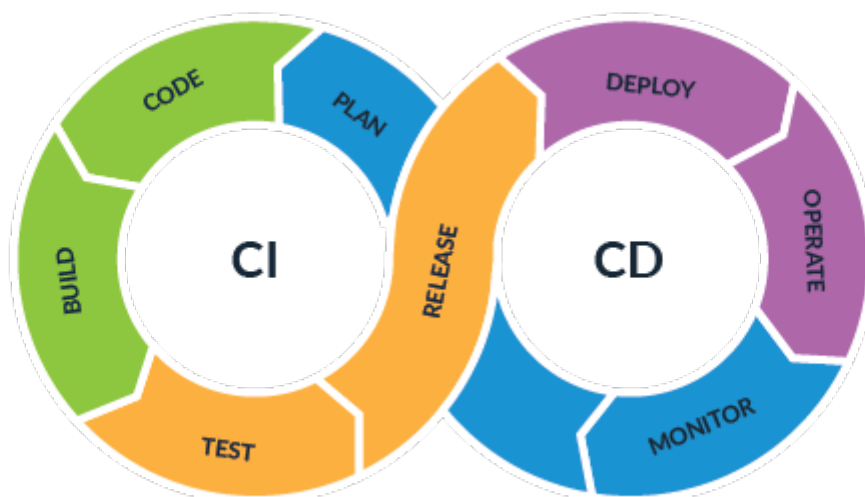 CODE
PLAN
BUILD
CI
TEST
RELEASE
DEPLOY
OPERATE
CD
MONITOR